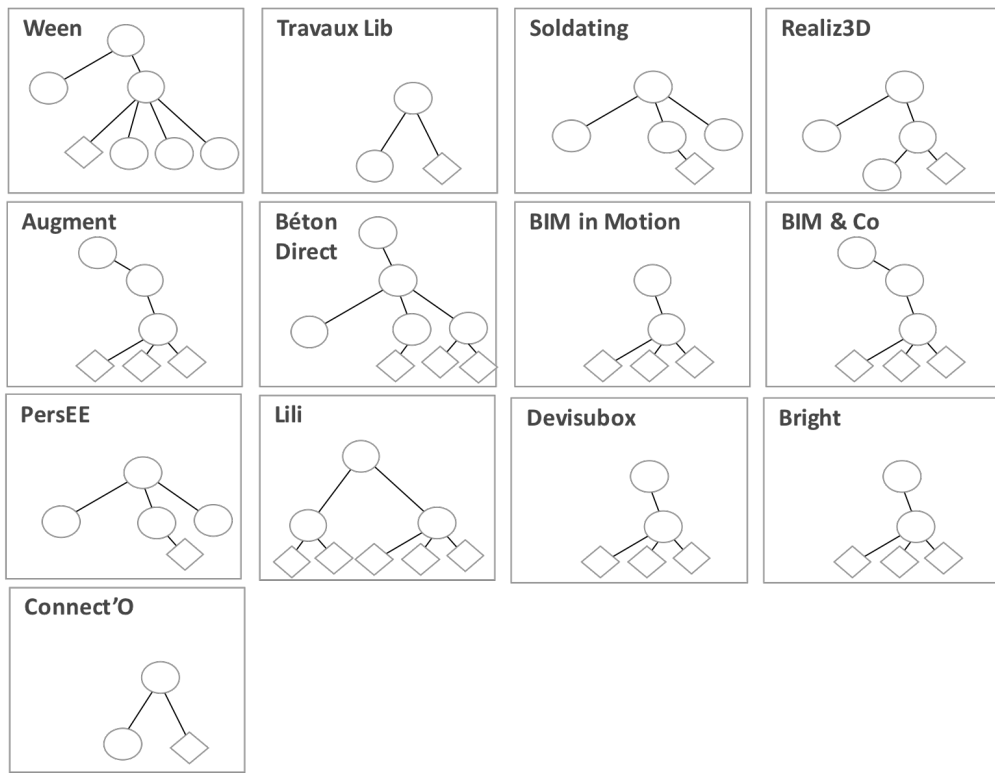 Ween
Travaux Lib
Soldating
Realiz3D
Augment
Béton
Direct
BIM in Motion
BIM & Co
PersEE
Lili
Devisubox
Bright
Connect’O